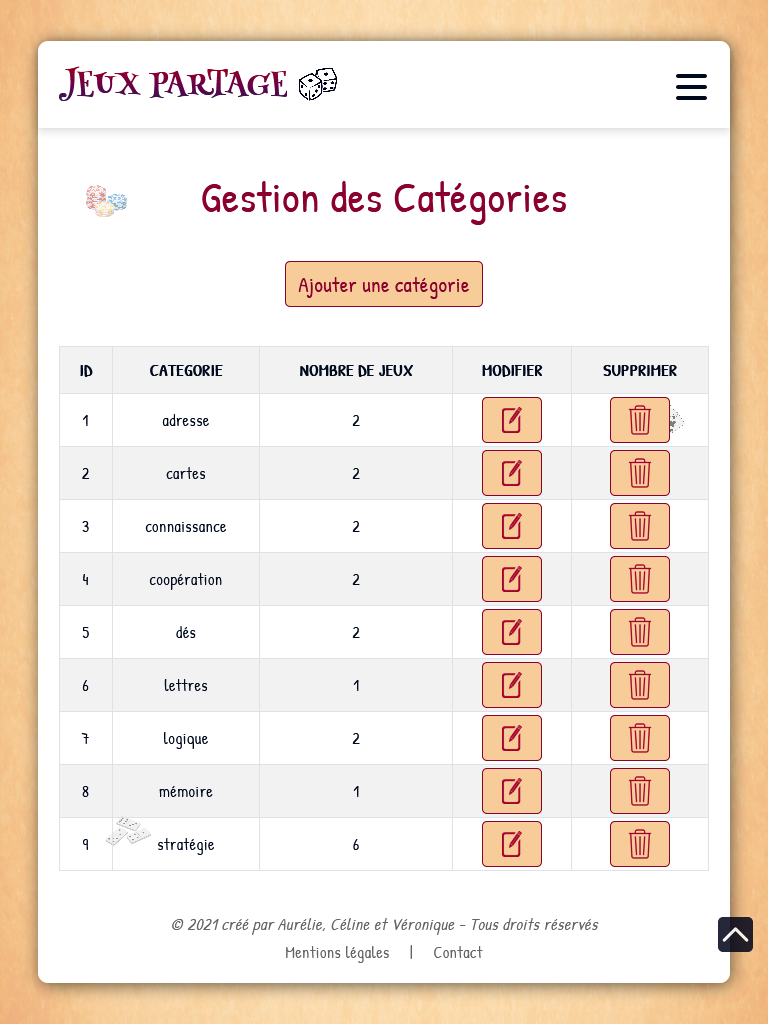 JEUX PARTAGE
Gestion des Catégories
Ajouter une catégorie
ID CATEGORIE NOMBRE DE JEUX MODIFIER SUPPRIMER
1 adresse 2
2 cartes 2
3 connaissance 2
4 coopération 2
5 dés 2
6 lettres 1
7 logique 2
8 mémoire 1
9 stratégie 6
© 2021 créé par Aurélie, Céline et Véronique - Tous droits réservés
Mentions légales | Contact